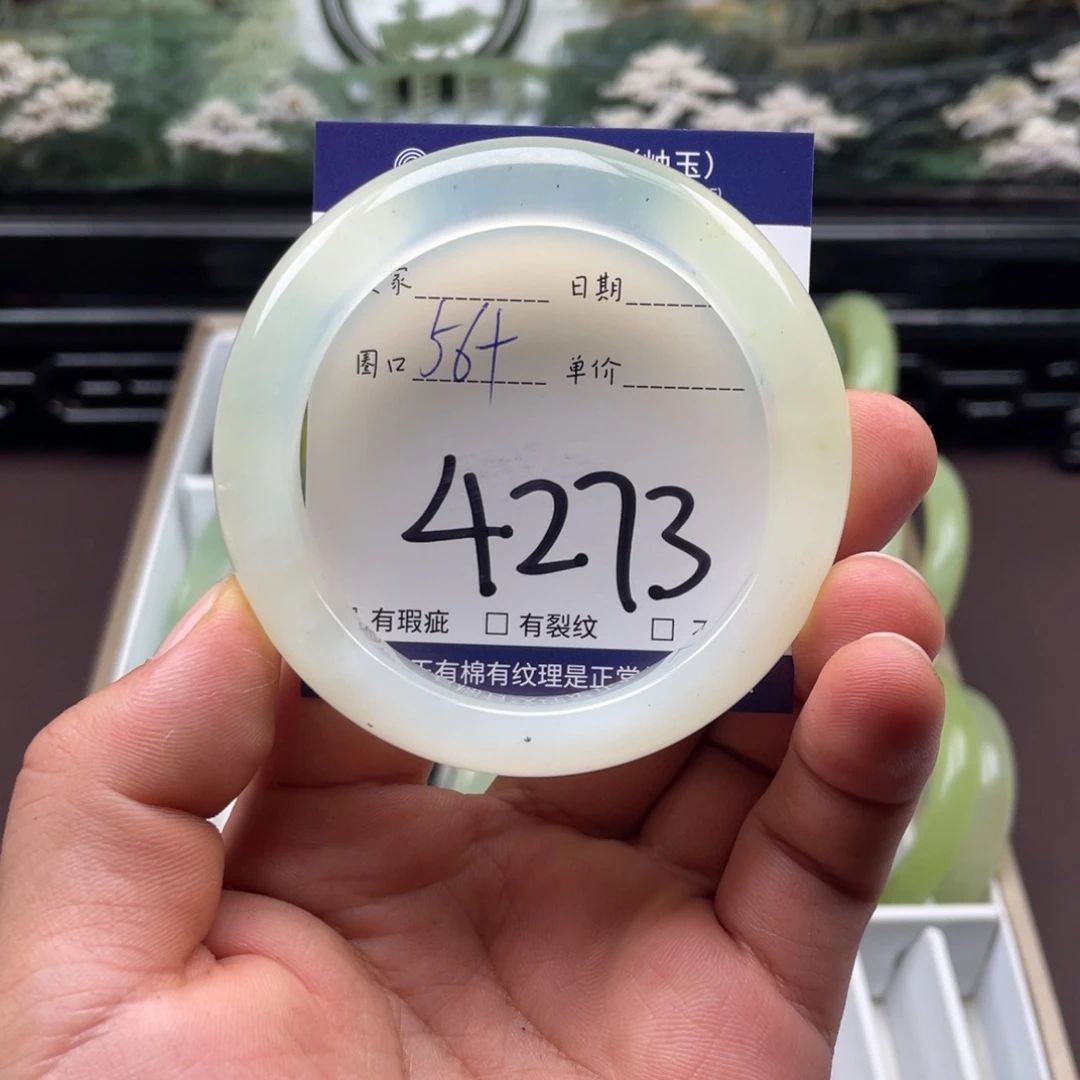 玉）
家 日期
圈口 56+ 单价
4273
有瑕疵 □ 有裂纹 □
有棉有纹理是正常